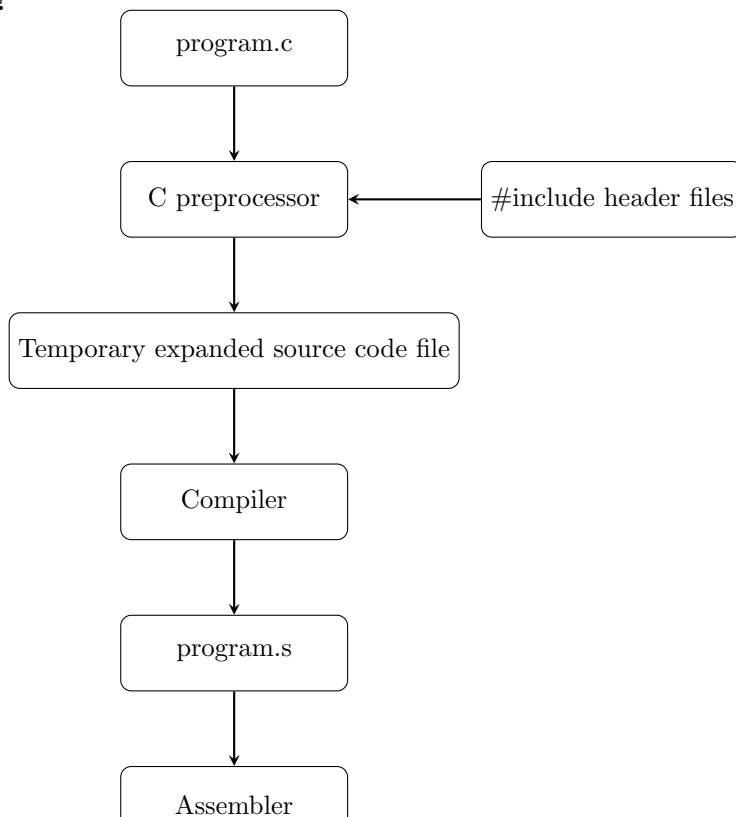 program.c
C preprocessor
#include header files
Temporary expanded source code file
Compiler
program.s
Assembler